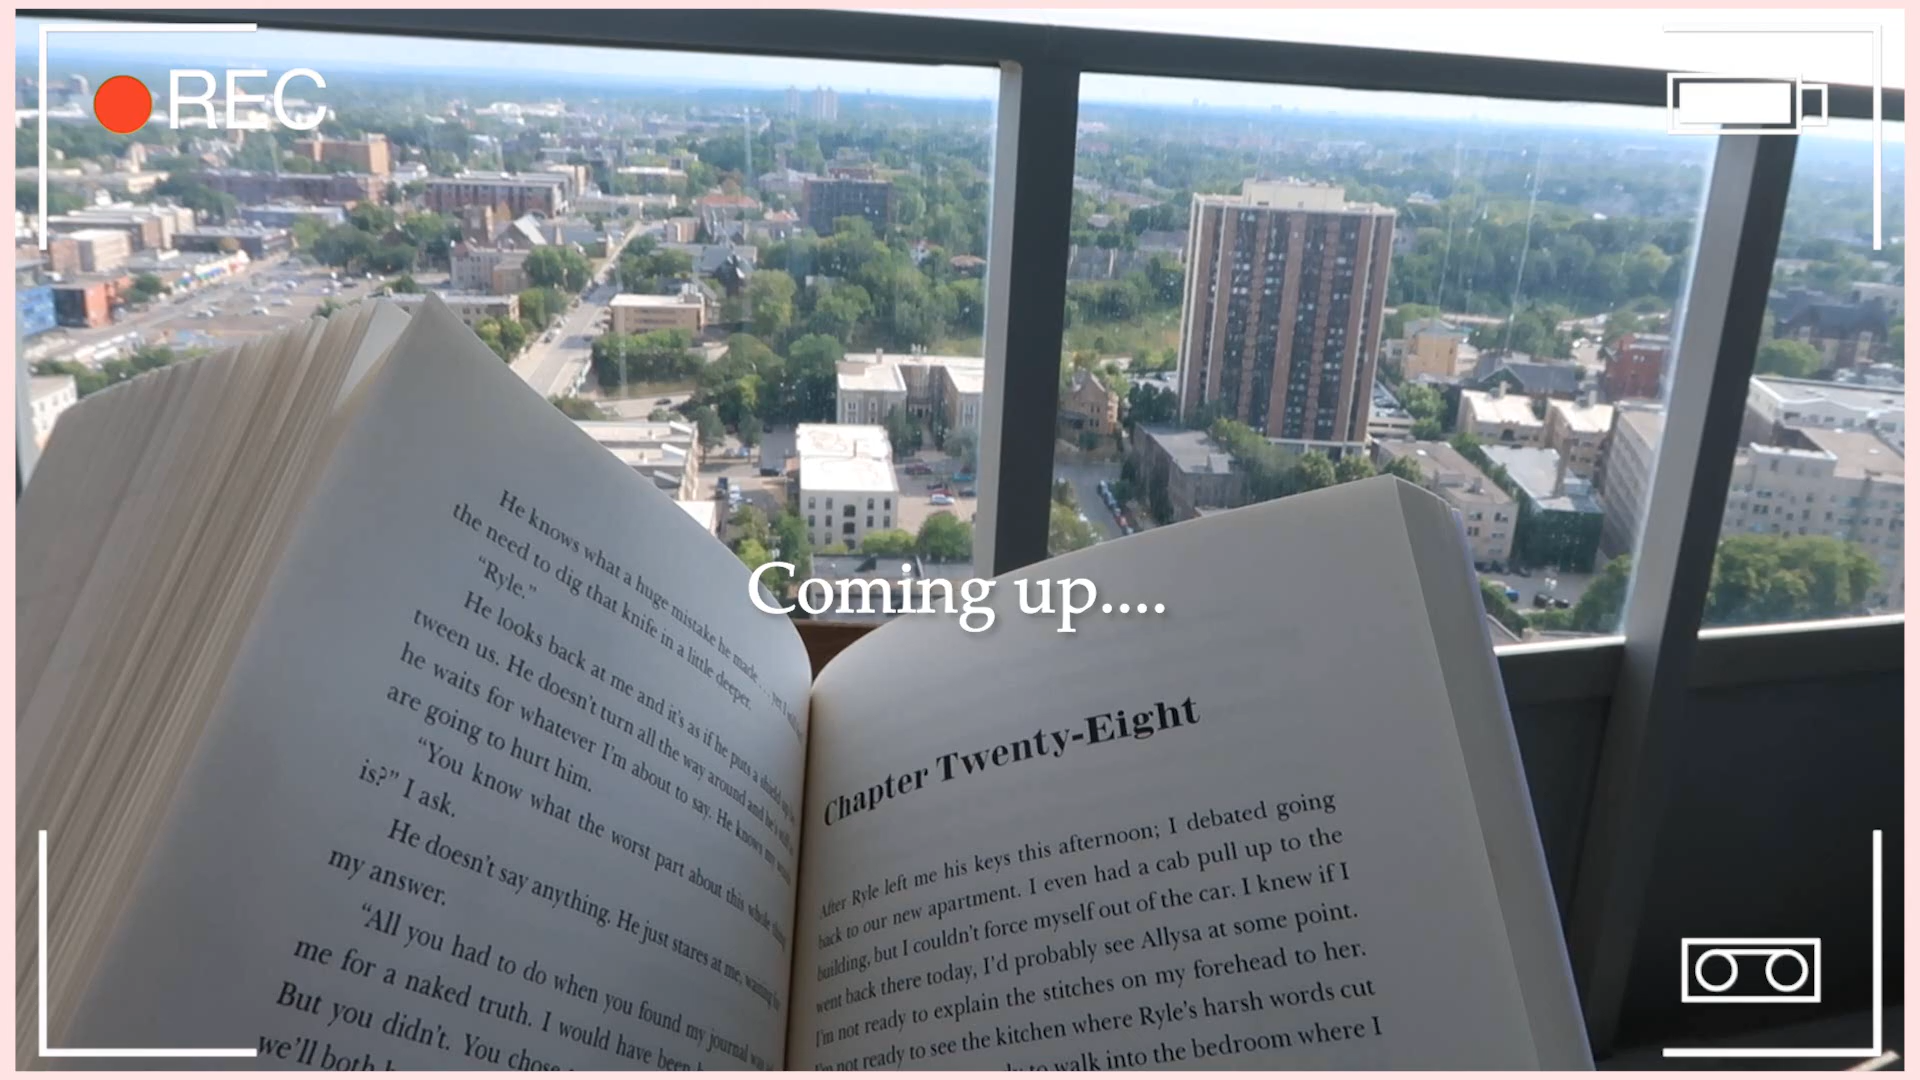 REC
Coming up....
He knows what a huge mistake he made . . . yet I
the need to dig that knife in a little deeper.
“Ryle.”
He looks back at me and it’s as if he puts a shield up
tween us. He doesn’t turn all the way around and he’s
he waits for whatever I’m about to say. He knows my words
are going to hurt him.
“You know what the worst part about this whole thing
is?” I ask.
He doesn’t say anything. He just stares at me, waiting for
my answer.
“All you had to do when you found my journal was
me for a naked truth. I would have been
But you didn’t. You chose
we’ll both
Chapter Twenty-Eight
After Ryle left me his keys this afternoon; I debated going
back to our new apartment. I even had a cab pull up to the
building, but I couldn’t force myself out of the car. I knew if I
went back there today, I’d probably see Allysa at some point.
I’m not ready to explain the stitches on my forehead to her.
I’m not ready to see the kitchen where Ryle’s harsh words cut
to walk into the bedroom where I